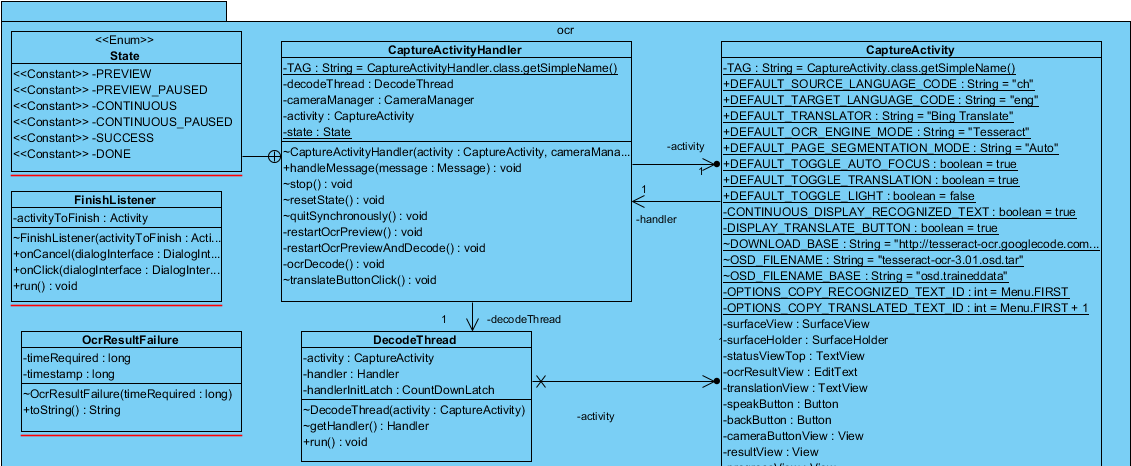 ocr
<<Enum>>
State
<<Constant>> -PREVIEW
<<Constant>> -PREVIEW_PAUSED
<<Constant>> -CONTINUOUS
<<Constant>> -CONTINUOUS_PAUSED
<<Constant>> -SUCCESS
<<Constant>> -DONE
FinishListener
-activityToFinish : Activity
~FinishListener(activityToFinish : Acti...
+onCancel(dialogInterface : DialogInt...
+onClick(dialogInterface : DialogInter...
+run() : void
OcrResultFailure
-timeRequired : long
-timestamp : long
~OcrResultFailure(timeRequired : long)
+toString() : String
CaptureActivityHandler
-TAG : String = CaptureActivityHandler.class.getSimpleName()
-decodeThread : DecodeThread
-cameraManager : CameraManager
-activity : CaptureActivity
-state : State
~CaptureActivityHandler(activity : CaptureActivity, cameraMana...
+handleMessage(message : Message) : void
~stop() : void
~resetState() : void
~quitSynchronously() : void
-restartOcrPreview() : void
-restartOcrPreviewAndDecode() : void
-ocrDecode() : void
~translateButtonClick() : void
1
-decodeThread
DecodeThread
-activity : CaptureActivity
-handler : Handler
-handlerInitLatch : CountDownLatch
~DecodeThread(activity : CaptureActivity)
~getHandler() : Handler
+run() : void
-activity
1
1
-handler
-activity
CaptureActivity
-TAG : String = CaptureActivity.class.getSimpleName()
+DEFAULT_SOURCE_LANGUAGE_CODE : String = "ch"
+DEFAULT_TARGET_LANGUAGE_CODE : String = "eng"
+DEFAULT_TRANSLATOR : String = "Bing Translate"
+DEFAULT_OCR_ENGINE_MODE : String = "Tesseract"
+DEFAULT_PAGE_SEGMENTATION_MODE : String = "Auto"
+DEFAULT_TOGGLE_AUTO_FOCUS : boolean = true
+DEFAULT_TOGGLE_TRANSLATION : boolean = true
+DEFAULT_TOGGLE_LIGHT : boolean = false
-CONTINUOUS_DISPLAY_RECOGNIZED_TEXT : boolean = true
-DISPLAY_TRANSLATE_BUTTON : boolean = true
~DOWNLOAD_BASE : String = "http://tesseract-ocr.googlecode.com...
~OSD_FILENAME : String = "tesseract-ocr-3.01.osd.tar"
~OSD_FILENAME_BASE : String = "osd.traineddata"
-OPTIONS_COPY_RECOGNIZED_TEXT_ID : int = Menu.FIRST
-OPTIONS_COPY_TRANSLATED_TEXT_ID : int = Menu.FIRST + 1
-surfaceView : SurfaceView
-surfaceHolder : SurfaceHolder
-statusViewTop : TextView
-ocrResultView : EditText
-translationView : TextView
-speakButton : Button
-backButton : Button
-cameraButtonView : View
-resultView : View